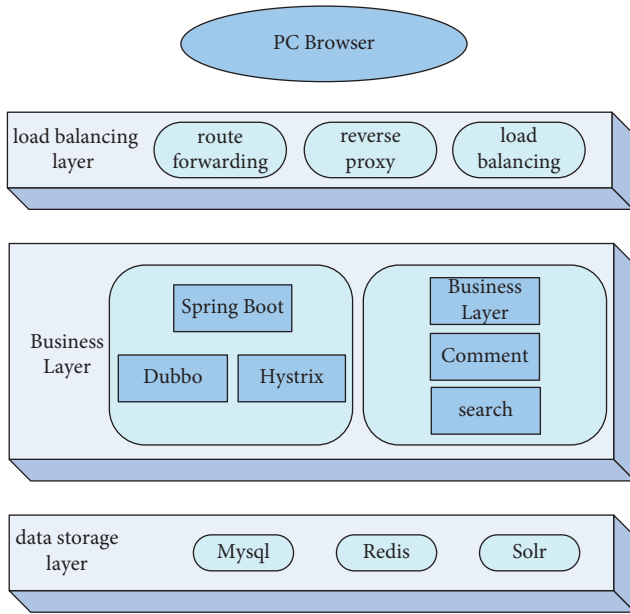 PC Browser
load balancing
layer
route
forwarding
reverse
proxy
load
balancing
Business
Layer
Spring Boot
Dubbo
Hystrix
Business
Layer
Comment
search
data storage
layer
Mysql
Redis
Solr